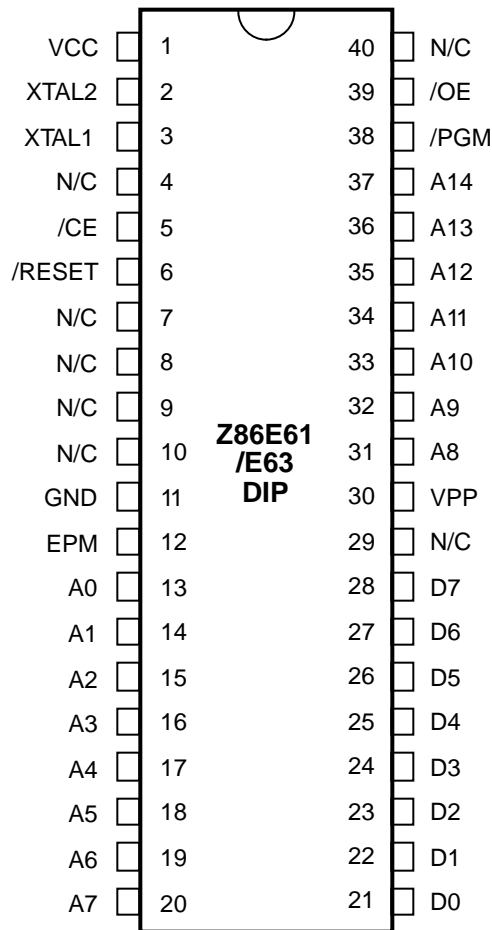 VCC 1 40 N/C
XTAL2 2 39 /OE
XTAL1 3 38 /PGM
N/C 4 37 A14
/CE 5 36 A13
/RESET 6 35 A12
N/C 7 34 A11
N/C 8 33 A10
N/C 9 32 A9
Z86E61
/E63
DIP
N/C 10 31 A8
GND 11 30 VPP
EPM 12 29 N/C
A0 13 28 D7
A1 14 27 D6
A2 15 26 D5
A3 16 25 D4
A4 17 24 D3
A5 18 23 D2
A6 19 22 D1
A7 20 21 D0